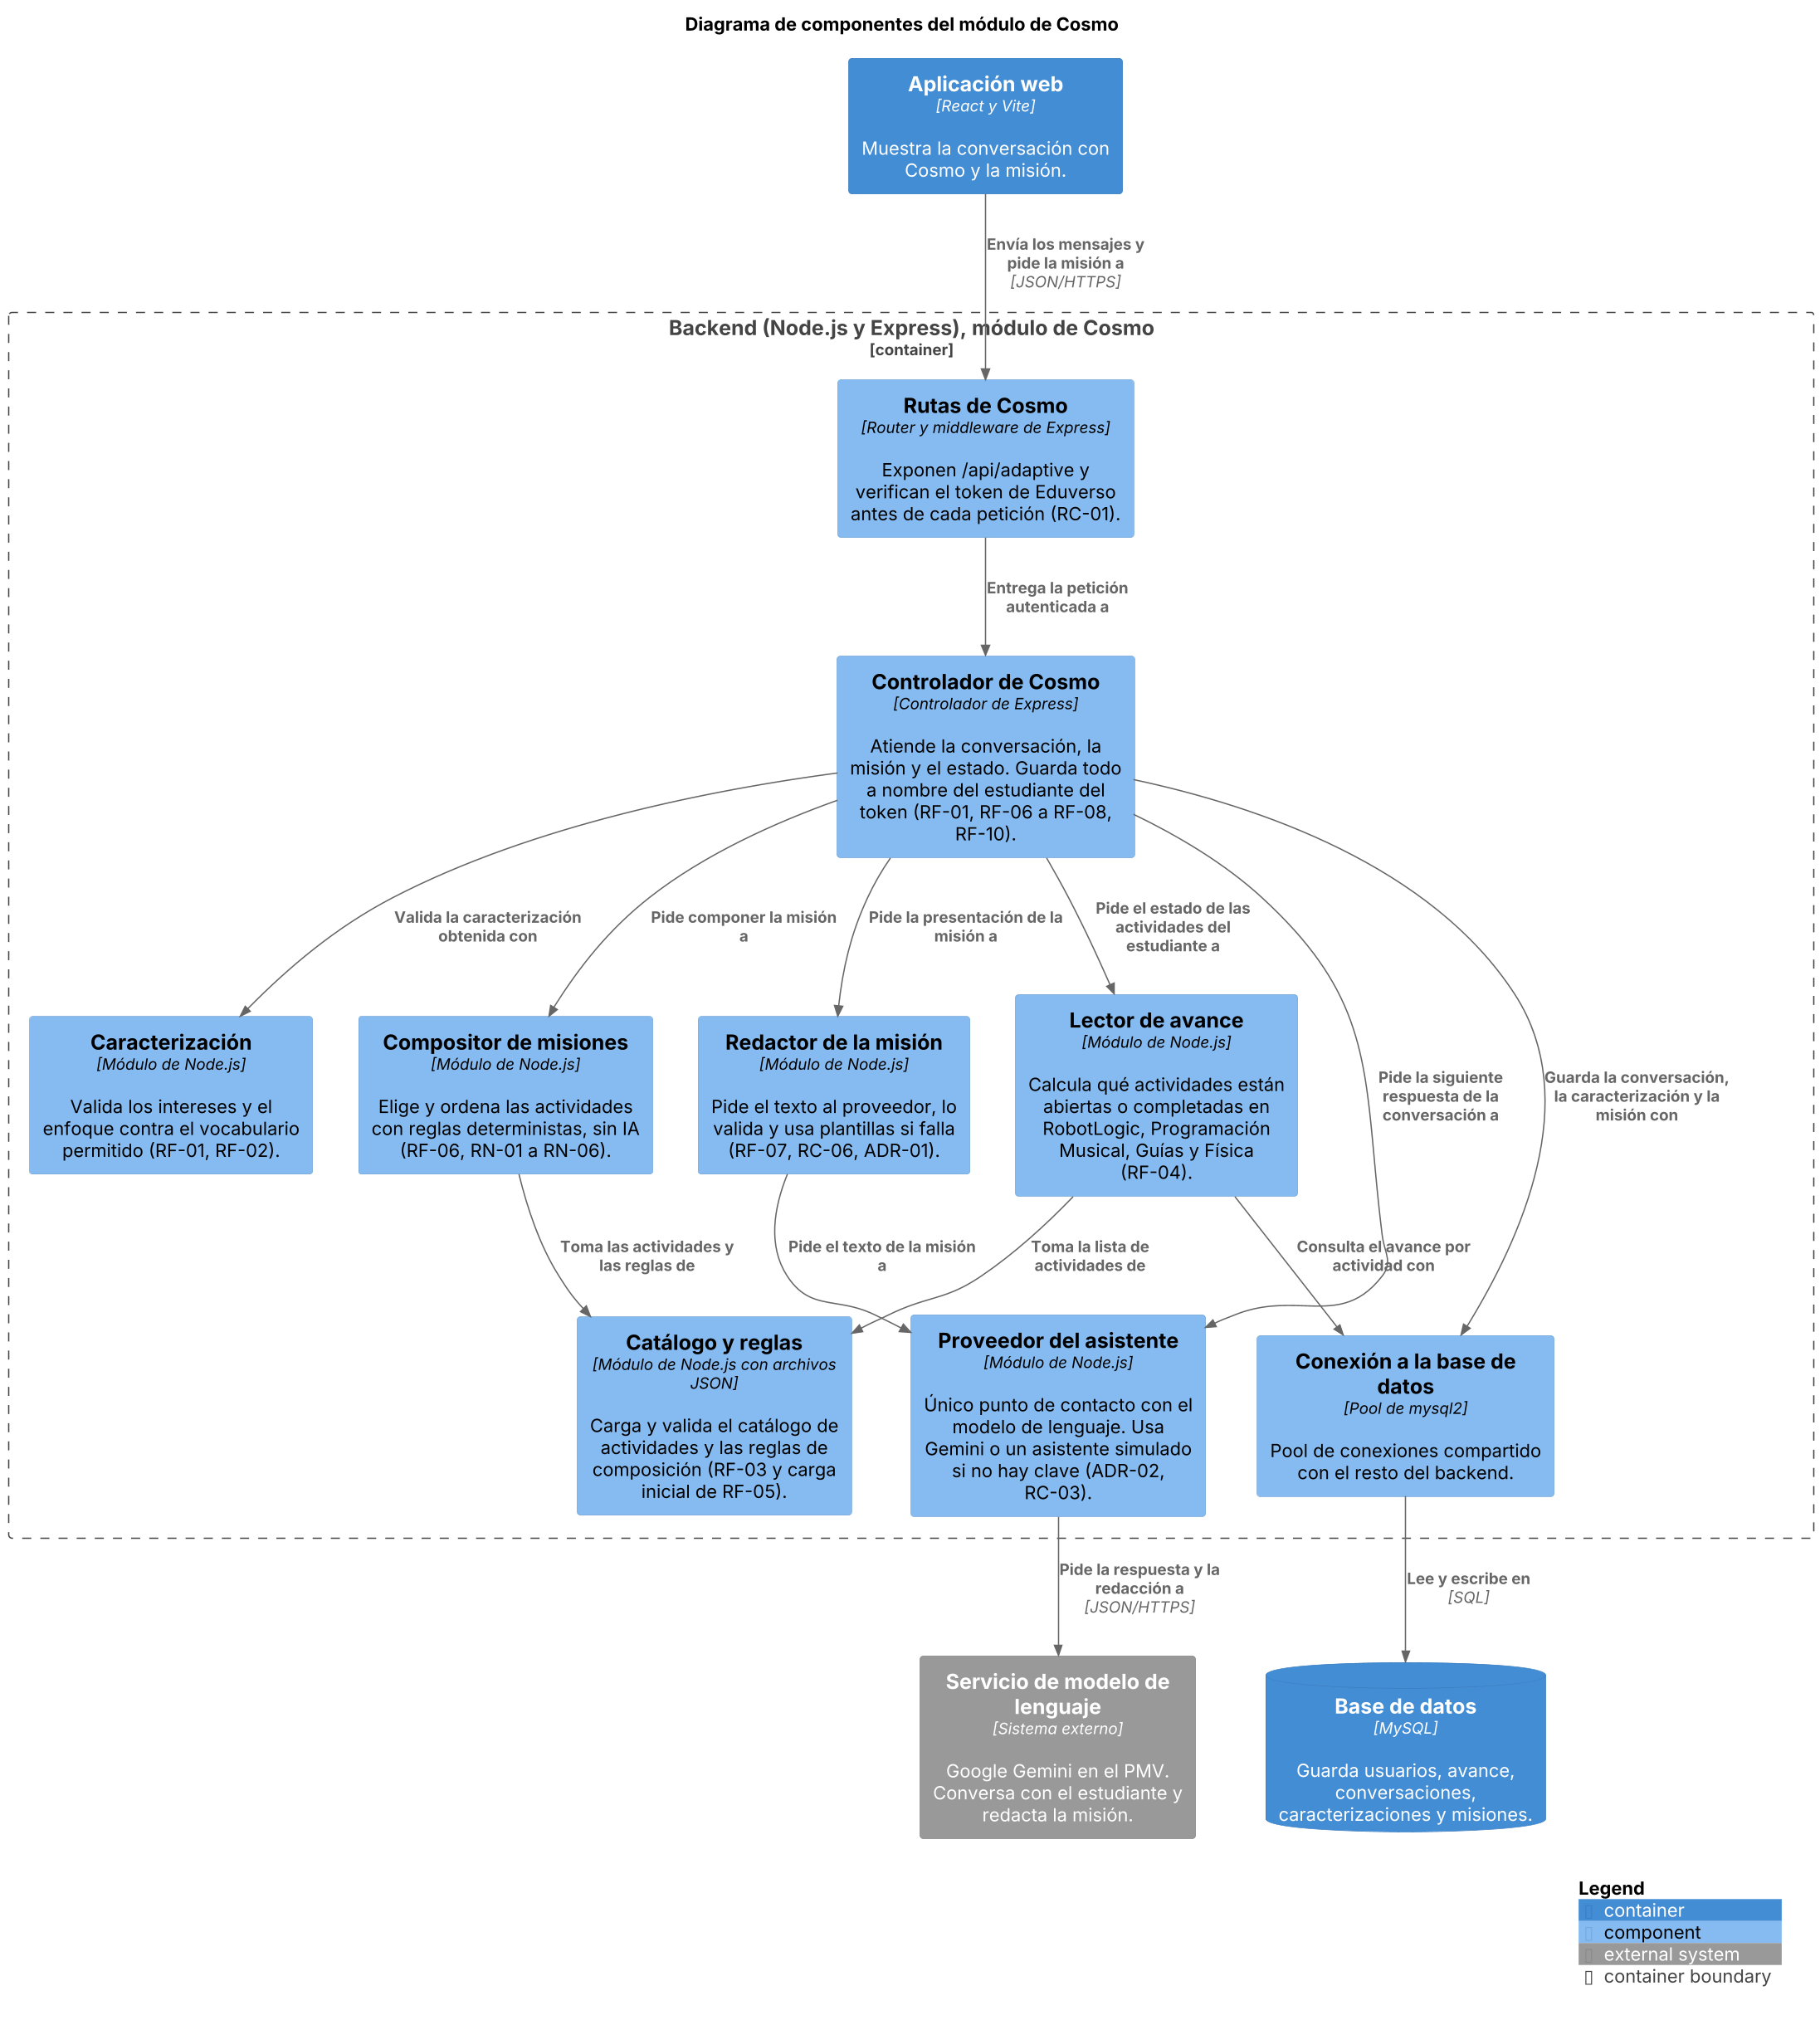 Diagrama de componentes del módulo de Cosmo
Aplicación web
[React y Vite]
Muestra la conversación con
Cosmo y la misión.
Envía los mensajes y
pide la misión a
[JSON/HTTPS]
Backend (Node.js y Express), módulo de Cosmo
[container]
Rutas de Cosmo
[Router y middleware de Express]
Exponen /api/adaptive y
verifican el token de Eduverso
antes de cada petición (RC-01).
Entrega la petición
autenticada a
Controlador de Cosmo
[Controlador de Express]
Atiende la conversación, la
misión y el estado. Guarda todo
a nombre del estudiante del
token (RF-01, RF-06 a RF-08,
RF-10).
Valida la caracterización
obtenida con
Pide componer la misión
a
Pide la presentación de la
misión a
Pide el estado de las
actividades del
estudiante a
Pide la siguiente
respuesta de la
conversación a
Guarda la conversación,
la caracterización y la
misión con
Caracterización
[Módulo de Node.js]
Valida los intereses y el
enfoque contra el vocabulario
permitido (RF-01, RF-02).
Compositor de misiones
[Módulo de Node.js]
Elige y ordena las actividades
con reglas deterministas, sin IA
(RF-06, RN-01 a RN-06).
Redactor de la misión
[Módulo de Node.js]
Pide el texto al proveedor, lo
valida y usa plantillas si falla
(RF-07, RC-06, ADR-01).
Lector de avance
[Módulo de Node.js]
Calcula qué actividades están
abiertas o completadas en
RobotLogic, Programación
Musical, Guías y Física
(RF-04).
Toma las actividades y
las reglas de
Pide el texto de la misión
a
Toma la lista de
actividades de
Consulta el avance por
actividad con
Catálogo y reglas
[Módulo de Node.js con archivos
JSON]
Carga y valida el catálogo de
actividades y las reglas de
composición (RF-03 y carga
inicial de RF-05).
Proveedor del asistente
[Módulo de Node.js]
Único punto de contacto con el
modelo de lenguaje. Usa
Gemini o un asistente simulado
si no hay clave (ADR-02,
RC-03).
Conexión a la base de
datos
[Pool de mysql2]
Pool de conexiones compartido
con el resto del backend.
Pide la respuesta y la
redacción a
[JSON/HTTPS]
Lee y escribe en
[SQL]
Servicio de modelo de
lenguaje
[Sistema externo]
Google Gemini en el PMV.
Conversa con el estudiante y
redacta la misión.
Base de datos
[MySQL]
Guarda usuarios, avance,
conversaciones,
caracterizaciones y misiones.
Legend
container
component
external system
container boundary